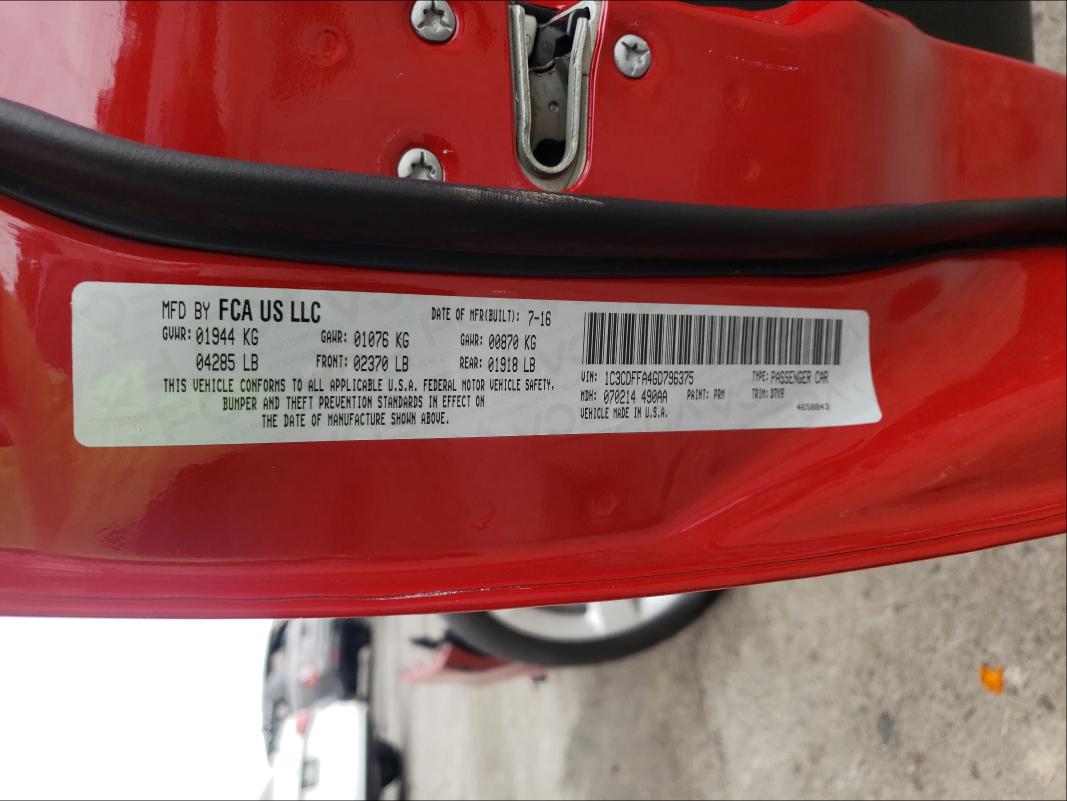 MFD BY FCA US LLC
DATE OF MFR(BUILT): 7-16
GVWR: 01944 KG GAWR: 01076 KG GAWR: 00870 KG
04285 LB FRONT: 02370 LB REAR: 01918 LB
THIS VEHICLE CONFORMS TO ALL APPLICABLE U.S.A. FEDERAL MOTOR VEHICLE SAFETY.
BUMPER AND THEFT PREVENTION STANDARDS IN EFFECT ON
THE DATE OF MANUFACTURE SHOWN ABOVE.
VIN: 1C3CDFFA4GD796375 TYPE: PASSENGER CAR
MDH: 070214 490AA PAINT: PRM TRIM: D7X9
VEHICLE MADE IN U.S.A. 4658843